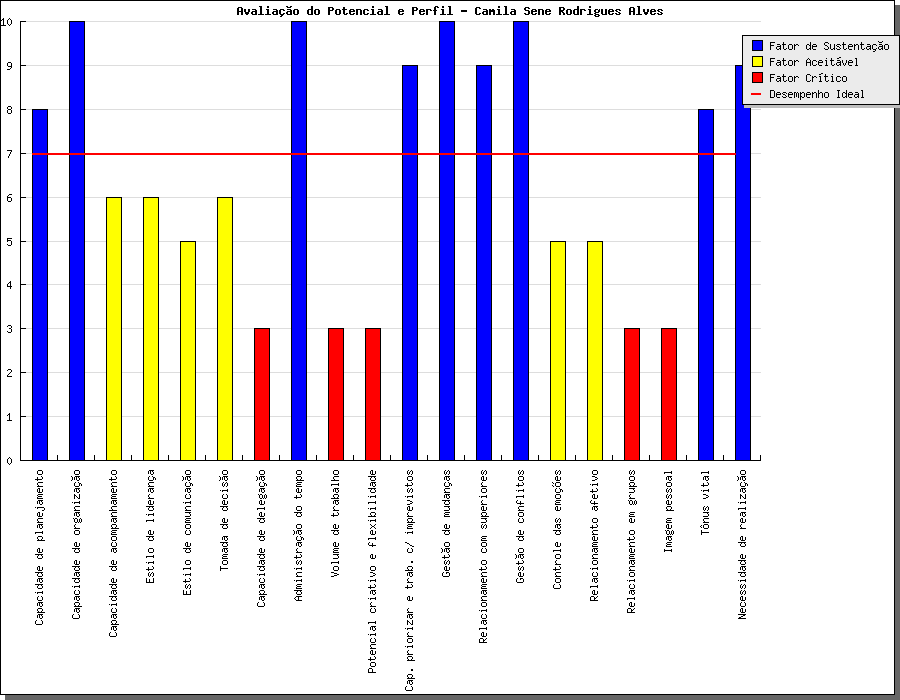 Avaliação do Potencial e Perfil - Camila Sene Rodrigues Alves
Fator de Sustentação
Fator Aceitável
Fator Crítico
Desempenho Ideal
10
9
8
7
6
5
4
3
2
1
0
Capacidade de planejamento
Capacidade de organização
Capacidade de acompanhamento
Estilo de liderança
Estilo de comunicação
Tomada de decisão
Capacidade de delegação
Administração do tempo
Volume de trabalho
Potencial criativo e flexibilidade
Cap. priorizar e trab. c/ imprevistos
Gestão de mudanças
Relacionamento com superiores
Gestão de conflitos
Controle das emoções
Relacionamento afetivo
Relacionamento em grupos
Imagem pessoal
Tônus vital
Necessidade de realização